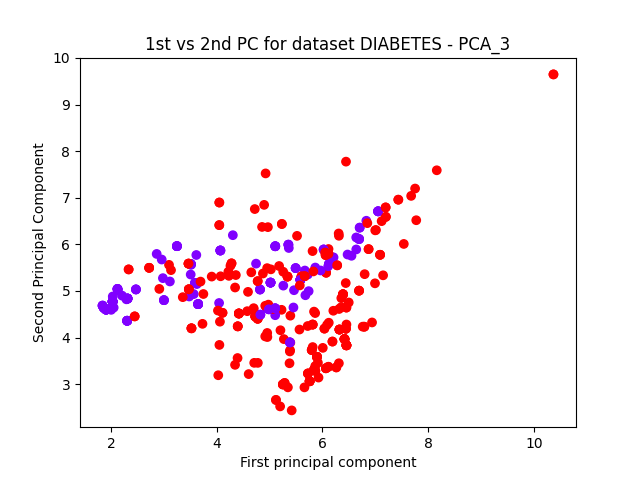 1st vs 2nd PC for dataset DIABETES - PCA_3
10
9
8
7
6
5
4
3
Second Principal Component
2 4 6 8 10
First principal component